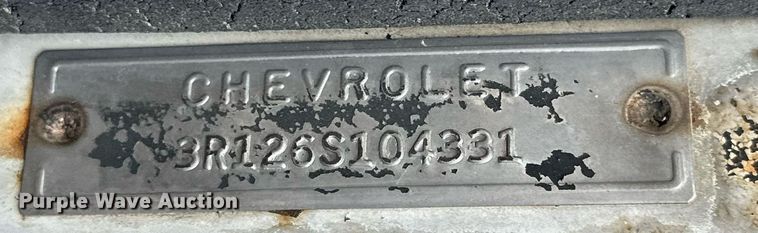 CHEVROLET
3R126S104331
Purple Wave Auction